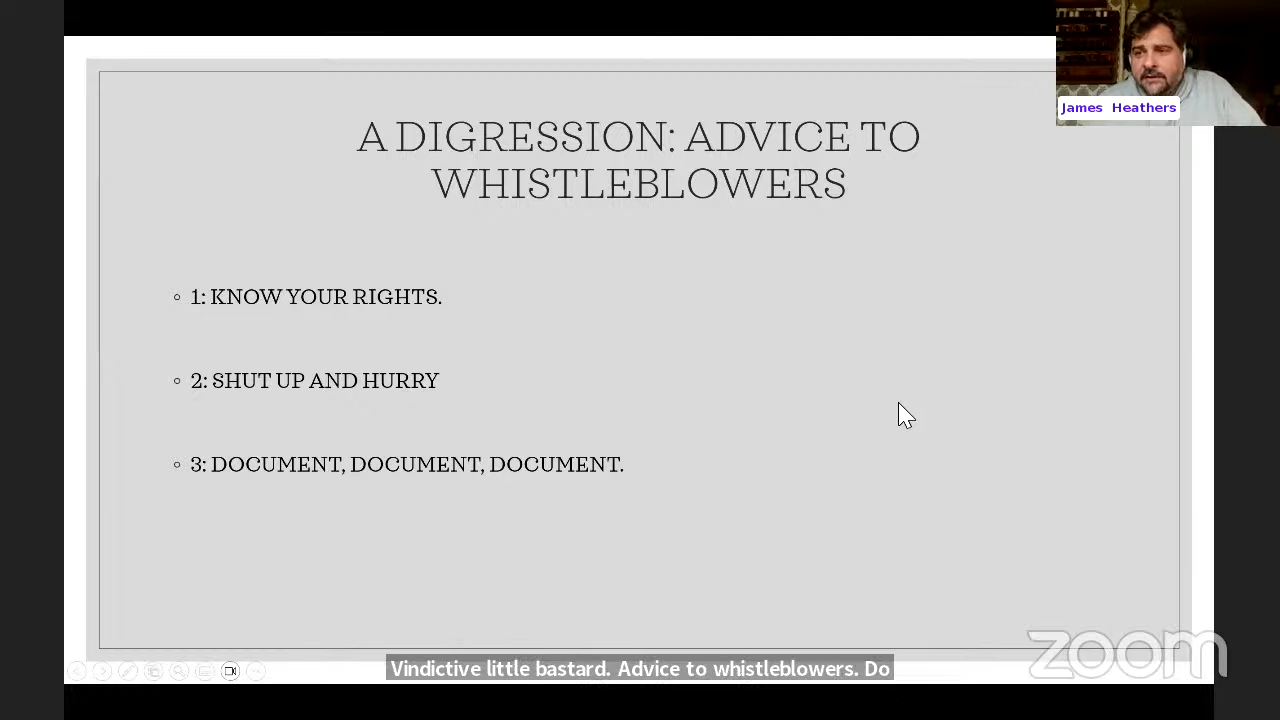 James Heathers
A DIGRESSION: ADVICE TO
WHISTLEBLOWERS
1: KNOW YOUR RIGHTS.
2: SHUT UP AND HURRY
3: DOCUMENT, DOCUMENT, DOCUMENT.
zoom
Vindictive little bastard. Advice to whistleblowers. Do